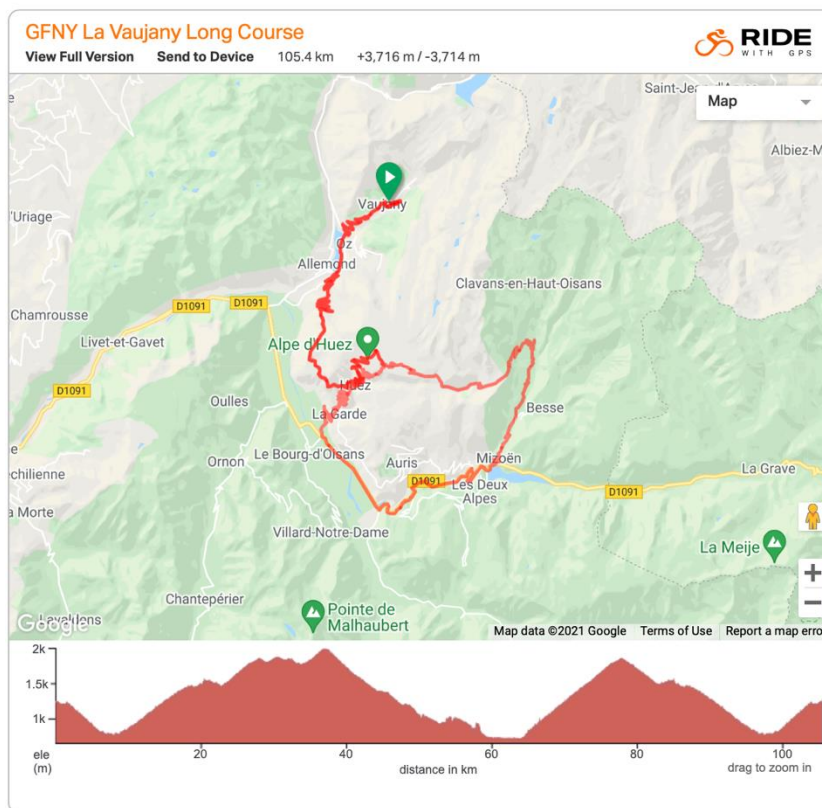 GFNY La Vaujany Long Course
View Full Version Send to Device 105.4 km +3,716 m / -3,714 m
RIDE
WITH GPS
Map
Albiez-M
/Uriage
Vaujany
Oz
Allemond
Clavans-en-Haut-Oisans
D1091 D1091
Chamrousse
Livet-et-Gavet
Alpe d'Huez
D1091
Huez
Oulles
La Garde
Besse
Le Bourg-d'Oisans
Ornon
Auris
Mizoën
La Grave
échilienne
D1091
Les Deux
Alpes
D1091
a Morte
Villard-Notre-Dame
La Meije
Chantepérier
Pointe de
Malhaubert
Lavaldens
Google
Map data ©2021 Google Terms of Use Report a map erro
2k
1.5k
1k
ele
(m)
20 40 60 80 100
distance in km
drag to zoom in